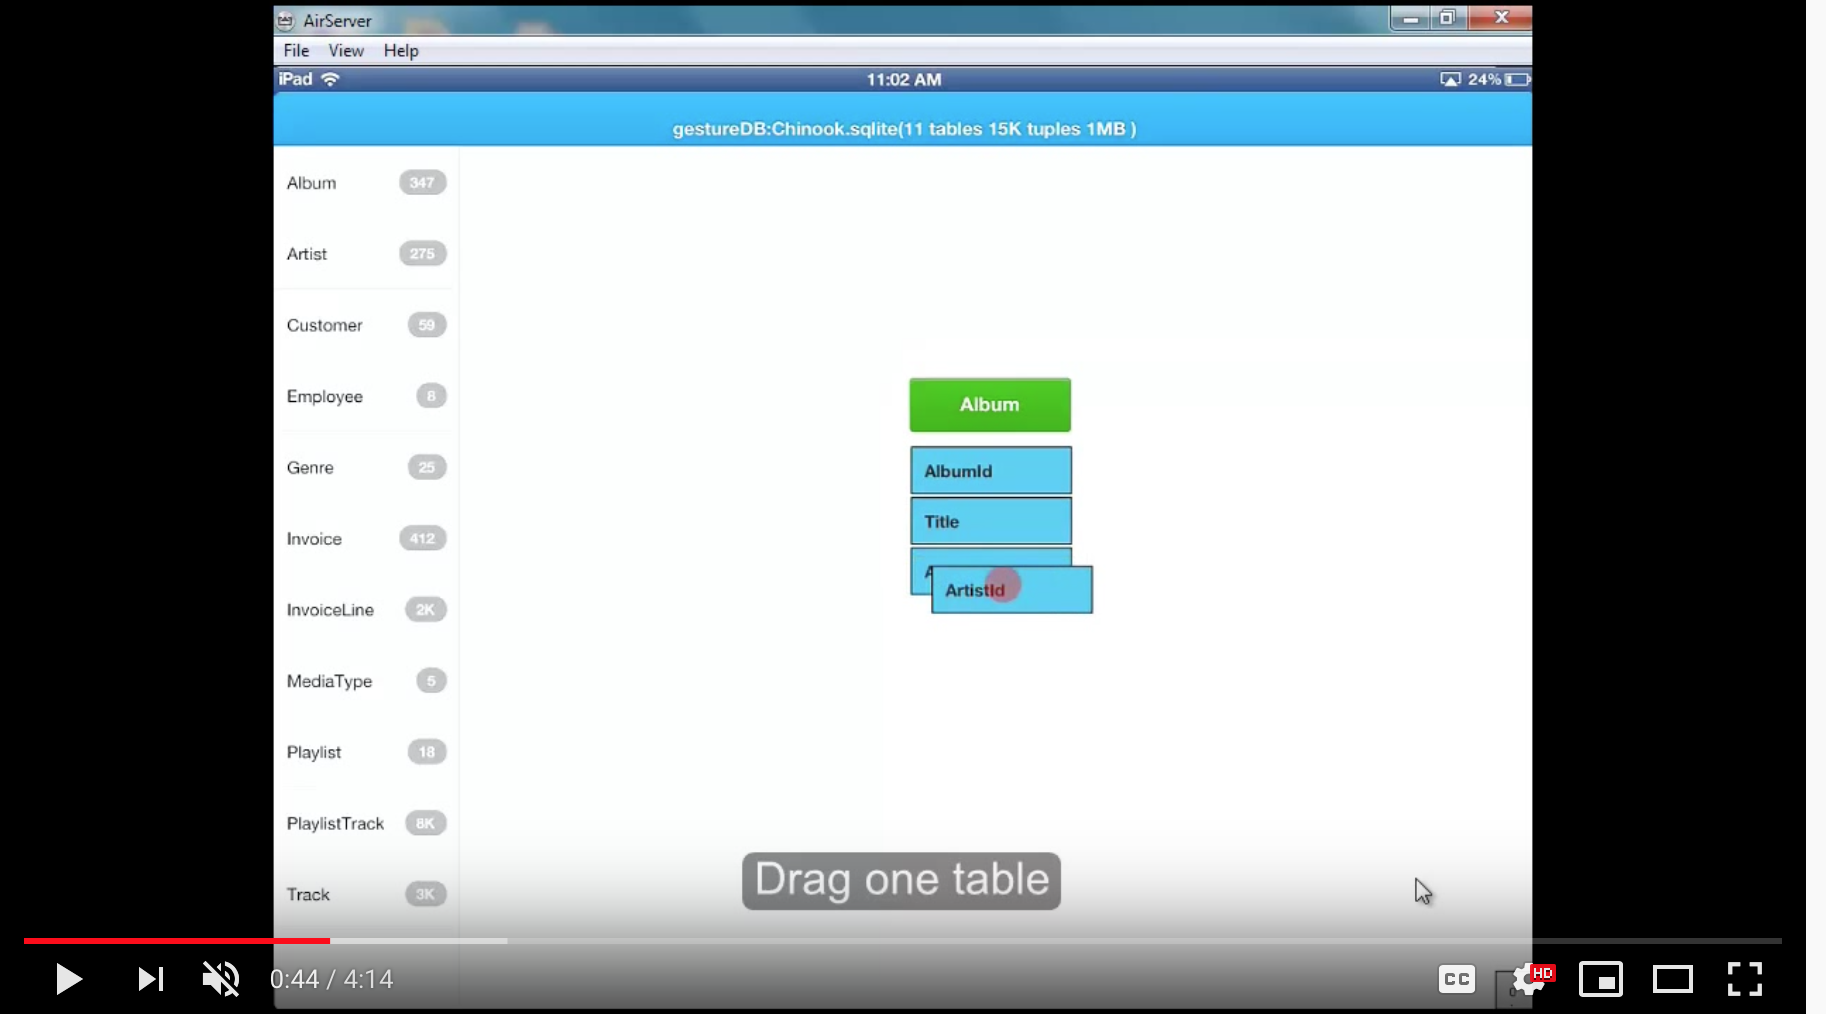 AirServer
File View Help
iPad 11:02 AM 24%
gestureDB:Chinook.sqlite(11 tables 15K tuples 1MB )
Album 347
Artist 275
Customer 59
Employee 8
Genre 25
Invoice 412
InvoiceLine 2K
MediaType 5
Playlist 18
PlaylistTrack 8K
Track 3K
Album
AlbumId
Title
A
ArtistId
Drag one table
0:44 / 4:14
CC
HD